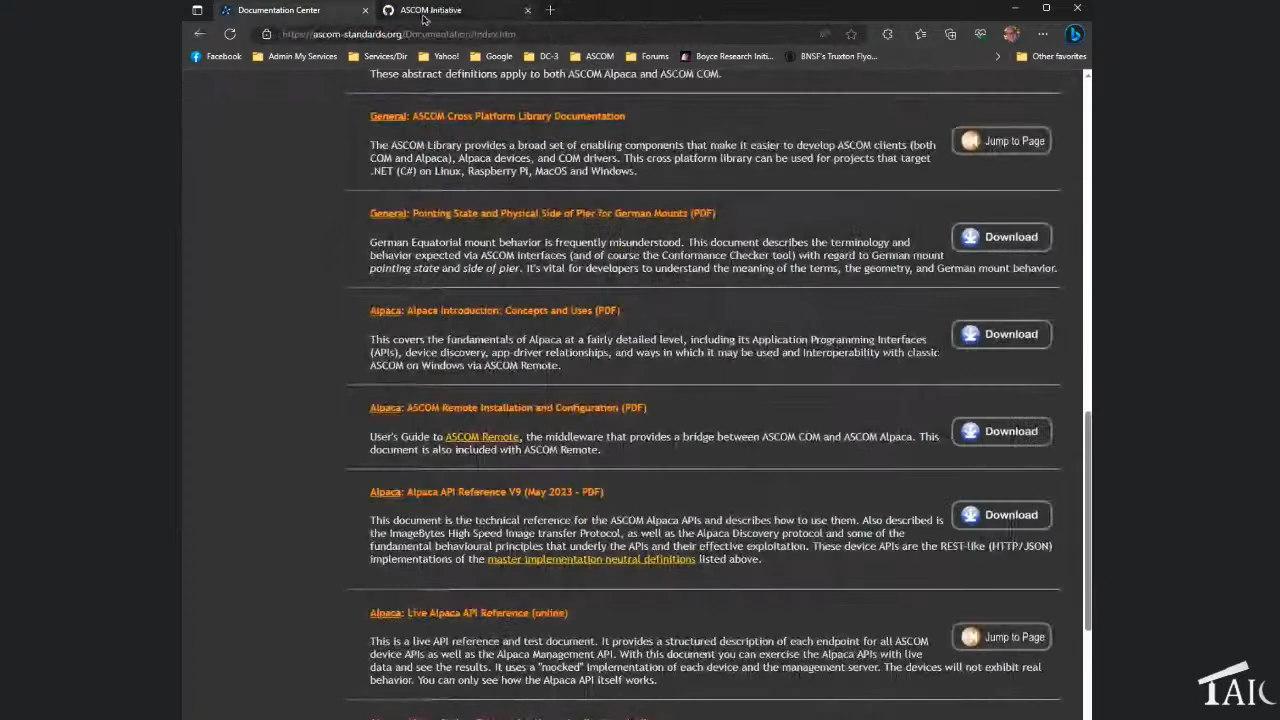 Documentation Center
ASCOM Initiative
https://ascom-standards.org/Documentation/Index.htm
Facebook
Admin My Services
Services/Dir
Yahoo!
Google
DC-3
ASCOM
Forums
Boyce Research Initi...
BNSF's Truxton Flyo...
Other favorites
These abstract definitions apply to both ASCOM Alpaca and ASCOM COM.
General: ASCOM Cross Platform Library Documentation
The ASCOM Library provides a broad set of enabling components that make it easier to develop ASCOM clients (both
COM and Alpaca), Alpaca devices, and COM drivers. This cross platform library can be used for projects that target
.NET (C#) on Linux, Raspberry Pi, MacOS and Windows.
Jump to Page
General: Pointing State and Physical Side of Pier for German Mounts (PDF)
German Equatorial mount behavior is frequently misunderstood. This document describes the terminology and
behavior expected via ASCOM interfaces (and of course the Conformance Checker tool) with regard to German mount
pointing state and side of pier. It's vital for developers to understand the meaning of the terms, the geometry, and German mount behavior.
Download
Alpaca: Alpaca Introduction: Concepts and Uses (PDF)
This covers the fundamentals of Alpaca at a fairly detailed level, including its Application Programming Interfaces
(APIs), device discovery, app-driver relationships, and ways in which it may be used and interoperability with classic
ASCOM on Windows via ASCOM Remote.
Download
Alpaca: ASCOM Remote Installation and Configuration (PDF)
User's Guide to ASCOM Remote, the middleware that provides a bridge between ASCOM COM and ASCOM Alpaca. This
document is also included with ASCOM Remote.
Download
Alpaca: Alpaca API Reference V9 (May 2023 - PDF)
This document is the technical reference for the ASCOM Alpaca APIs and describes how to use them. Also described is
the ImageBytes High Speed Image transfer Protocol, as well as the Alpaca Discovery protocol and some of the
fundamental behavioural principles that underly the APIs and their effective exploitation. These device APIs are the REST-like (HTTP/JSON)
implementations of the master implementation neutral definitions listed above.
Download
Alpaca: Live Alpaca API Reference (online)
This is a live API reference and test document. It provides a structured description of each endpoint for all ASCOM
device APIs as well as the Alpaca Management API. With this document you can exercise the Alpaca APIs with live
data and see the results. It uses a "mocked" implementation of each device and the management server. The devices will not exhibit real
behavior. You can only see how the Alpaca API itself works.
Jump to Page
TAIC